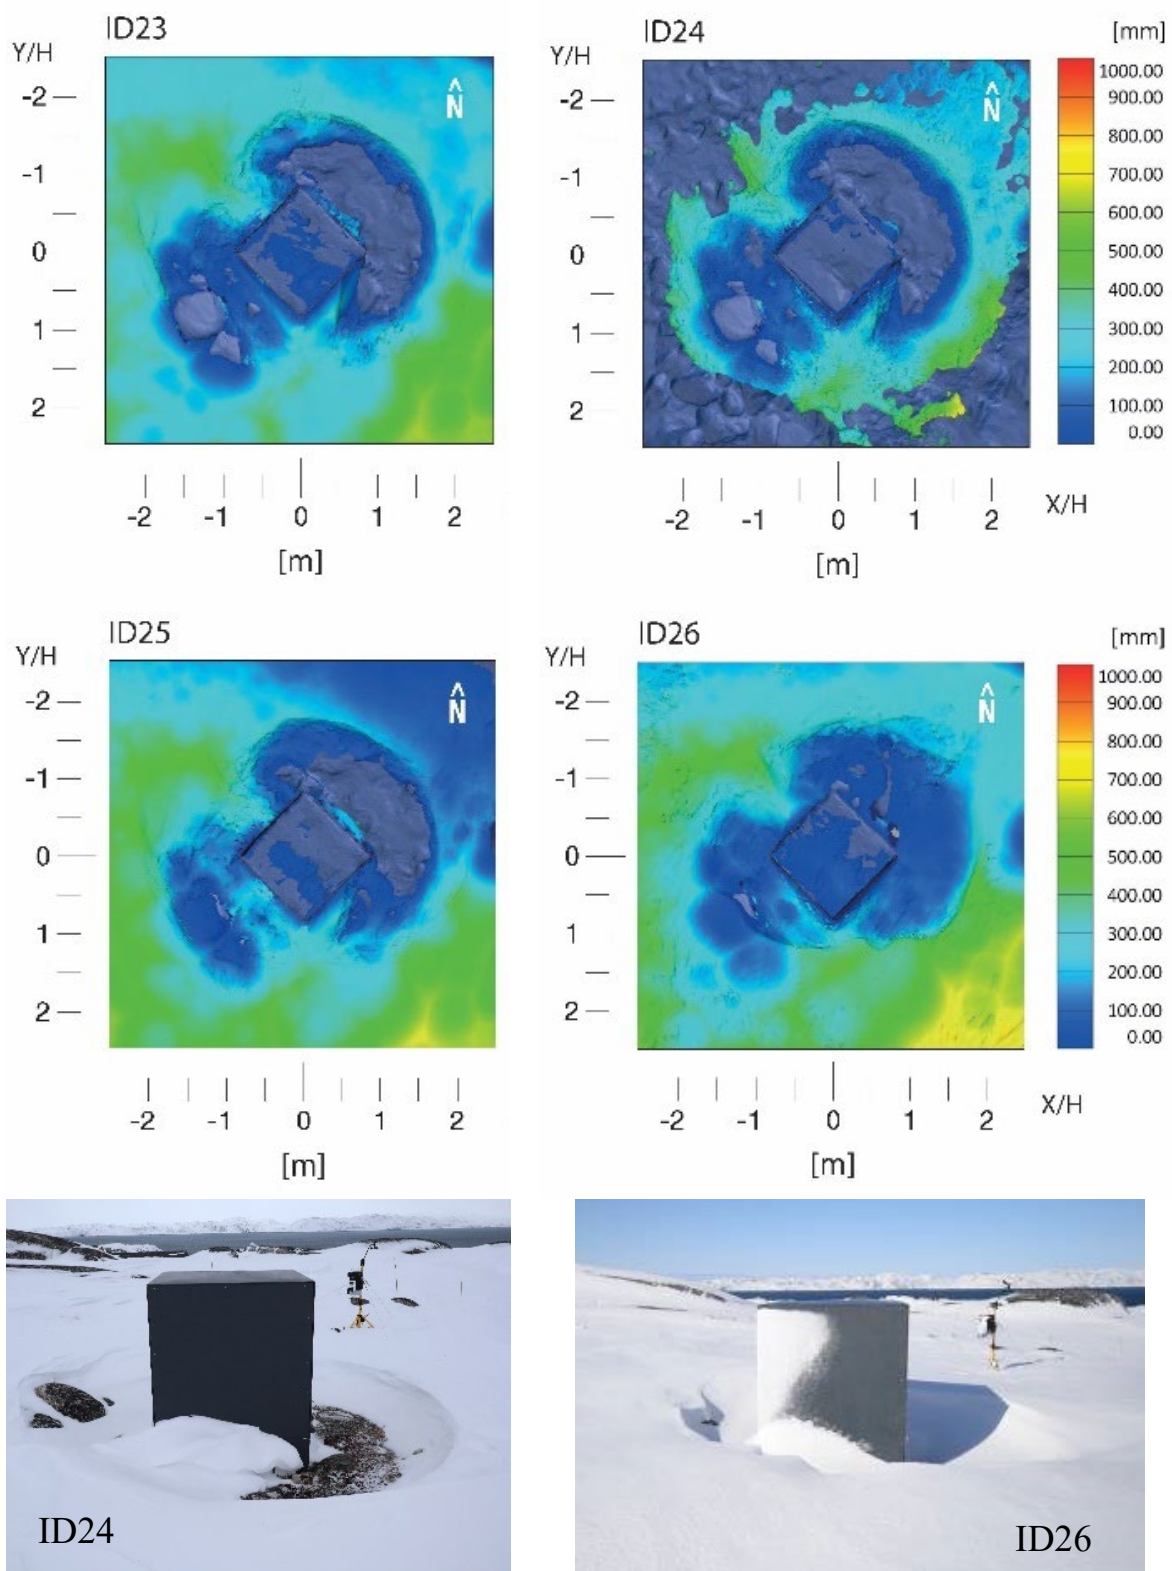 ID23
ID24
[mm]
Y/H
Y/H
N
N
1000.00
900.00
800.00
700.00
600.00
500.00
400.00
300.00
200.00
100.00
0.00
-2
-1
0
1
2
-2
-1
0
1
2
-2 -1 0 1 2
-2 -1 0 1 2
X/H
[m]
[m]
ID25
ID26
[mm]
Y/H
Y/H
N
N
1000.00
900.00
800.00
700.00
600.00
500.00
400.00
300.00
200.00
100.00
0.00
-2
-1
0
1
2
-2
-1
0
1
2
-2 -1 0 1 2
-2 -1 0 1 2
X/H
[m]
[m]
ID24
ID26